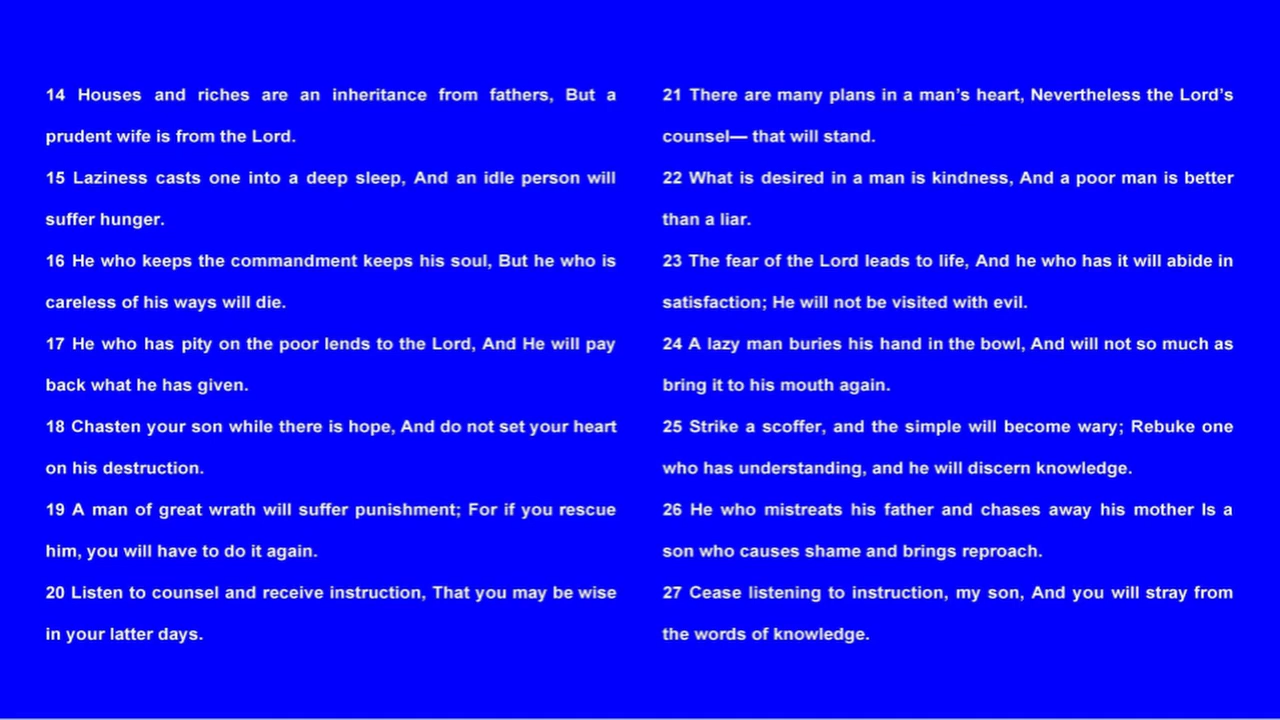 14 Houses and riches are an inheritance from fathers, But a
prudent wife is from the Lord.
15 Laziness casts one into a deep sleep, And an idle person will
suffer hunger.
16 He who keeps the commandment keeps his soul, But he who is
careless of his ways will die.
17 He who has pity on the poor lends to the Lord, And He will pay
back what he has given.
18 Chasten your son while there is hope, And do not set your heart
on his destruction.
19 A man of great wrath will suffer punishment; For if you rescue
him, you will have to do it again.
20 Listen to counsel and receive instruction, That you may be wise
in your latter days.
21 There are many plans in a man’s heart, Nevertheless the Lord’s
counsel— that will stand.
22 What is desired in a man is kindness, And a poor man is better
than a liar.
23 The fear of the Lord leads to life, And he who has it will abide in
satisfaction; He will not be visited with evil.
24 A lazy man buries his hand in the bowl, And will not so much as
bring it to his mouth again.
25 Strike a scoffer, and the simple will become wary; Rebuke one
who has understanding, and he will discern knowledge.
26 He who mistreats his father and chases away his mother Is a
son who causes shame and brings reproach.
27 Cease listening to instruction, my son, And you will stray from
the words of knowledge.